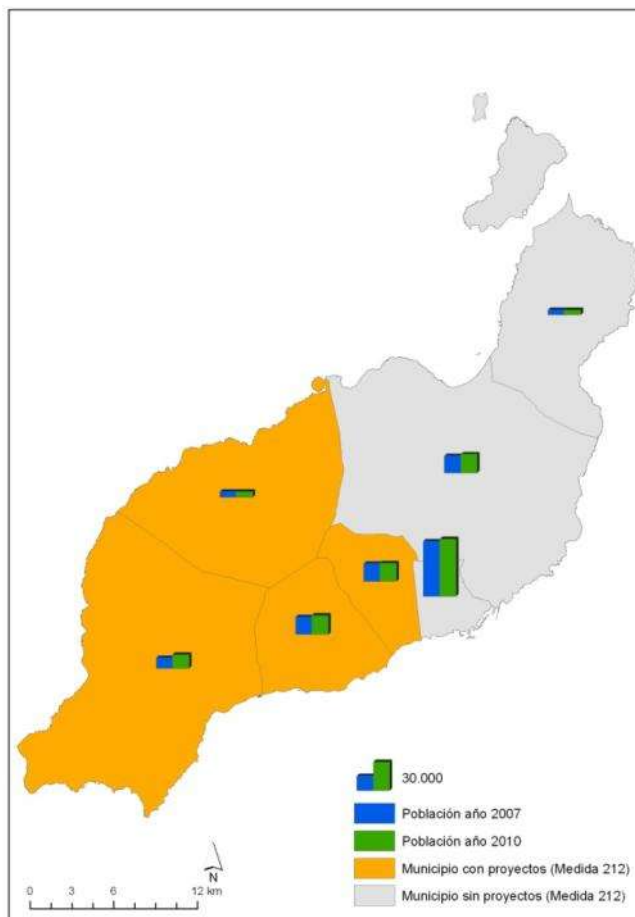 30.000
Población año 2007
Población año 2010
Municipio con proyectos (Medida 212)
Municipio sin proyectos (Medida 212)
N
0 3 6 12 km